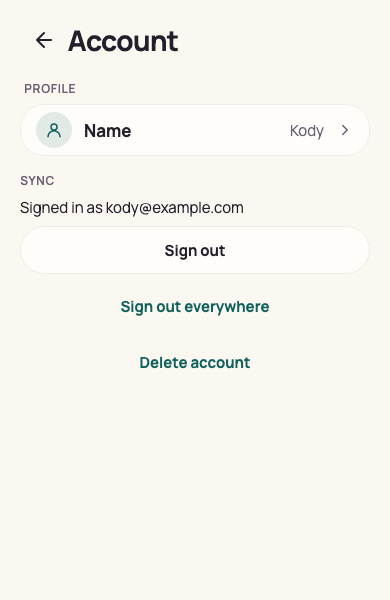 Account
PROFILE
Name Kody
SYNC
Signed in as kody@example.com
Sign out
Sign out everywhere
Delete account